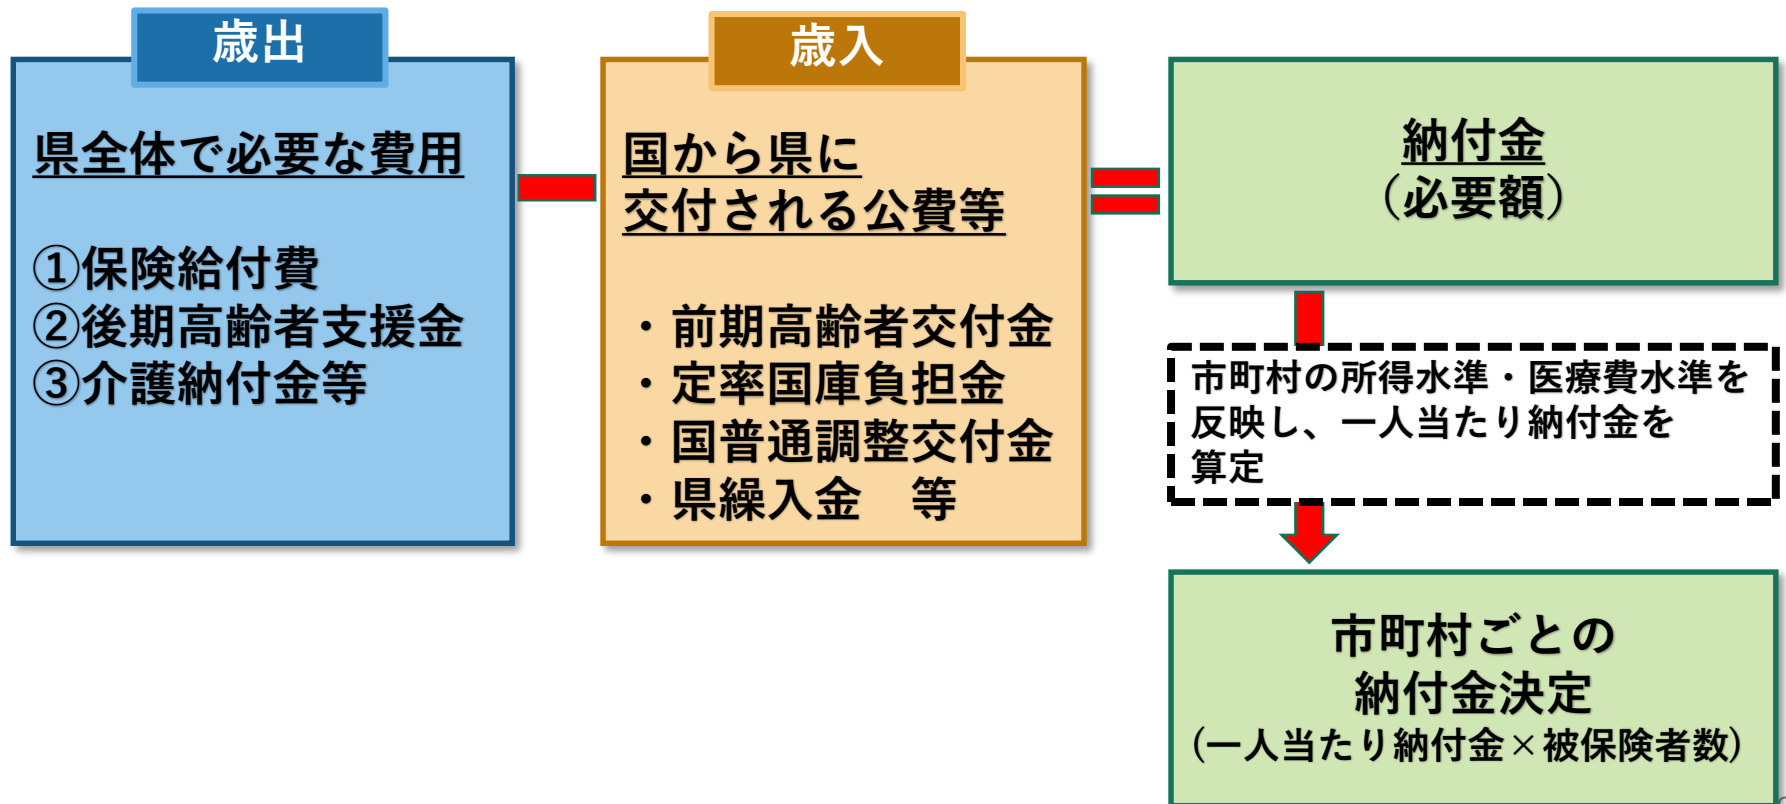 歳出
県全体で必要な費用
①保険給付費
②後期高齢者支援金
③介護納付金等
歳入
国から県に
交付される公費等
・前期高齢者交付金
・定率国庫負担金
・国普通調整交付金
・県繰入金　等
納付金
（必要額）
市町村の所得水準・医療費水準を
反映し、一人当たり納付金を
算定
市町村ごとの
納付金決定
（一人当たり納付金×被保険者数）